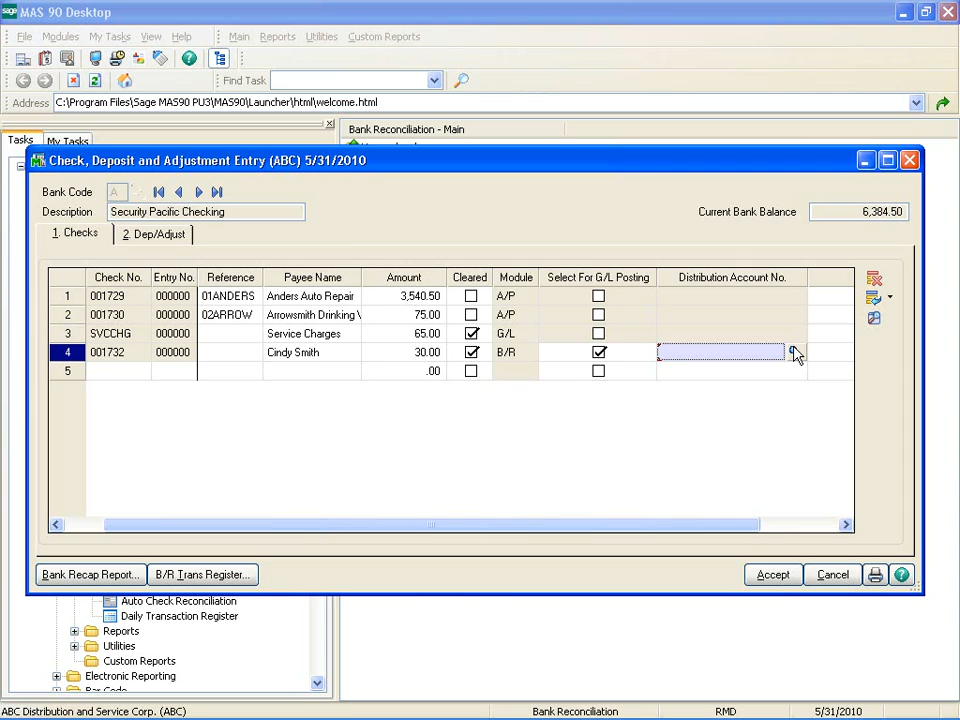 sage MAS 90 Desktop
File Modules My Tasks View Help Main Reports Utilities Custom Reports
Find Task
Address C:\Program Files\Sage MAS90 PU3\MAS90\Launcher\html\welcome.html
Tasks My Tasks
Bank Reconciliation - Main
Check, Deposit and Adjustment Entry (ABC) 5/31/2010
Bank Code A
Description Security Pacific Checking Current Bank Balance 6,384.50
1. Checks 2. Dep/Adjust
Check No. Entry No. Reference Payee Name Amount Cleared Module Select For G/L Posting Distribution Account No.
1 001729 000000 01ANDERS Anders Auto Repair 3,540.50 A/P
2 001730 000000 02ARROW Arrowsmith Drinking 75.00 A/P
3 SVCCHG 000000 Service Charges 65.00 G/L
4 001732 000000 Cindy Smith 30.00 B/R
5 .00
Bank Recap Report... B/R Trans Register... Accept Cancel
Auto Check Reconciliation
Daily Transaction Register
Reports
Utilities
Custom Reports
Electronic Reporting
Bar Code
ABC Distribution and Service Corp. (ABC) Bank Reconciliation RMD 5/31/2010